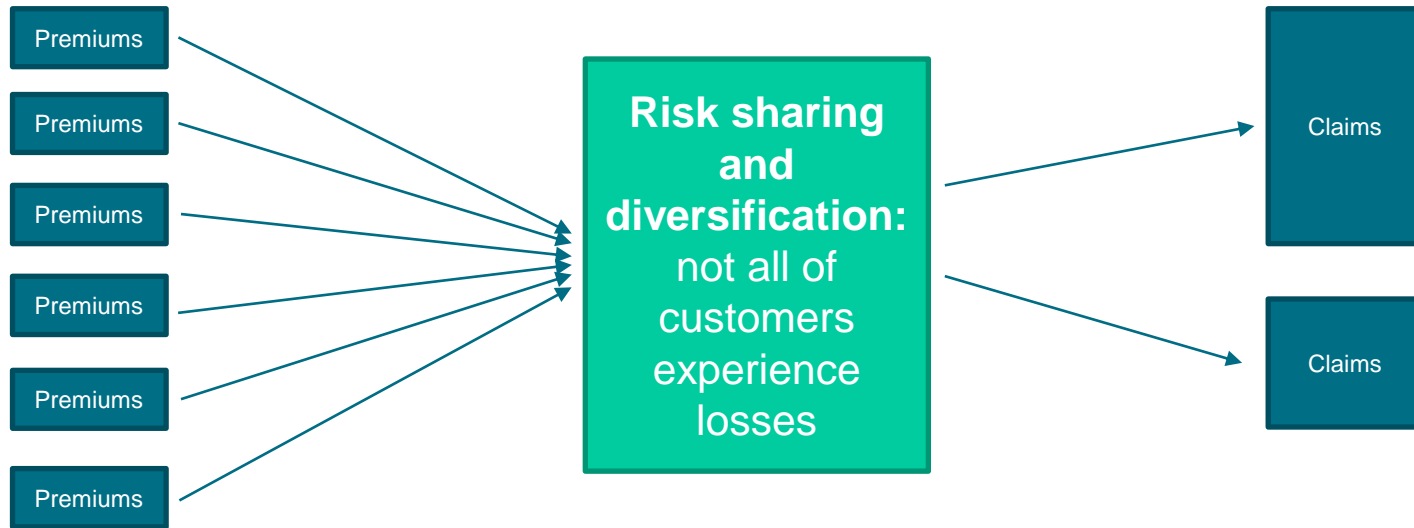 Premiums
Premiums
Premiums
Premiums
Premiums
Premiums
Risk sharing
and
diversification:
not all of
customers
experience
losses
Claims
Claims